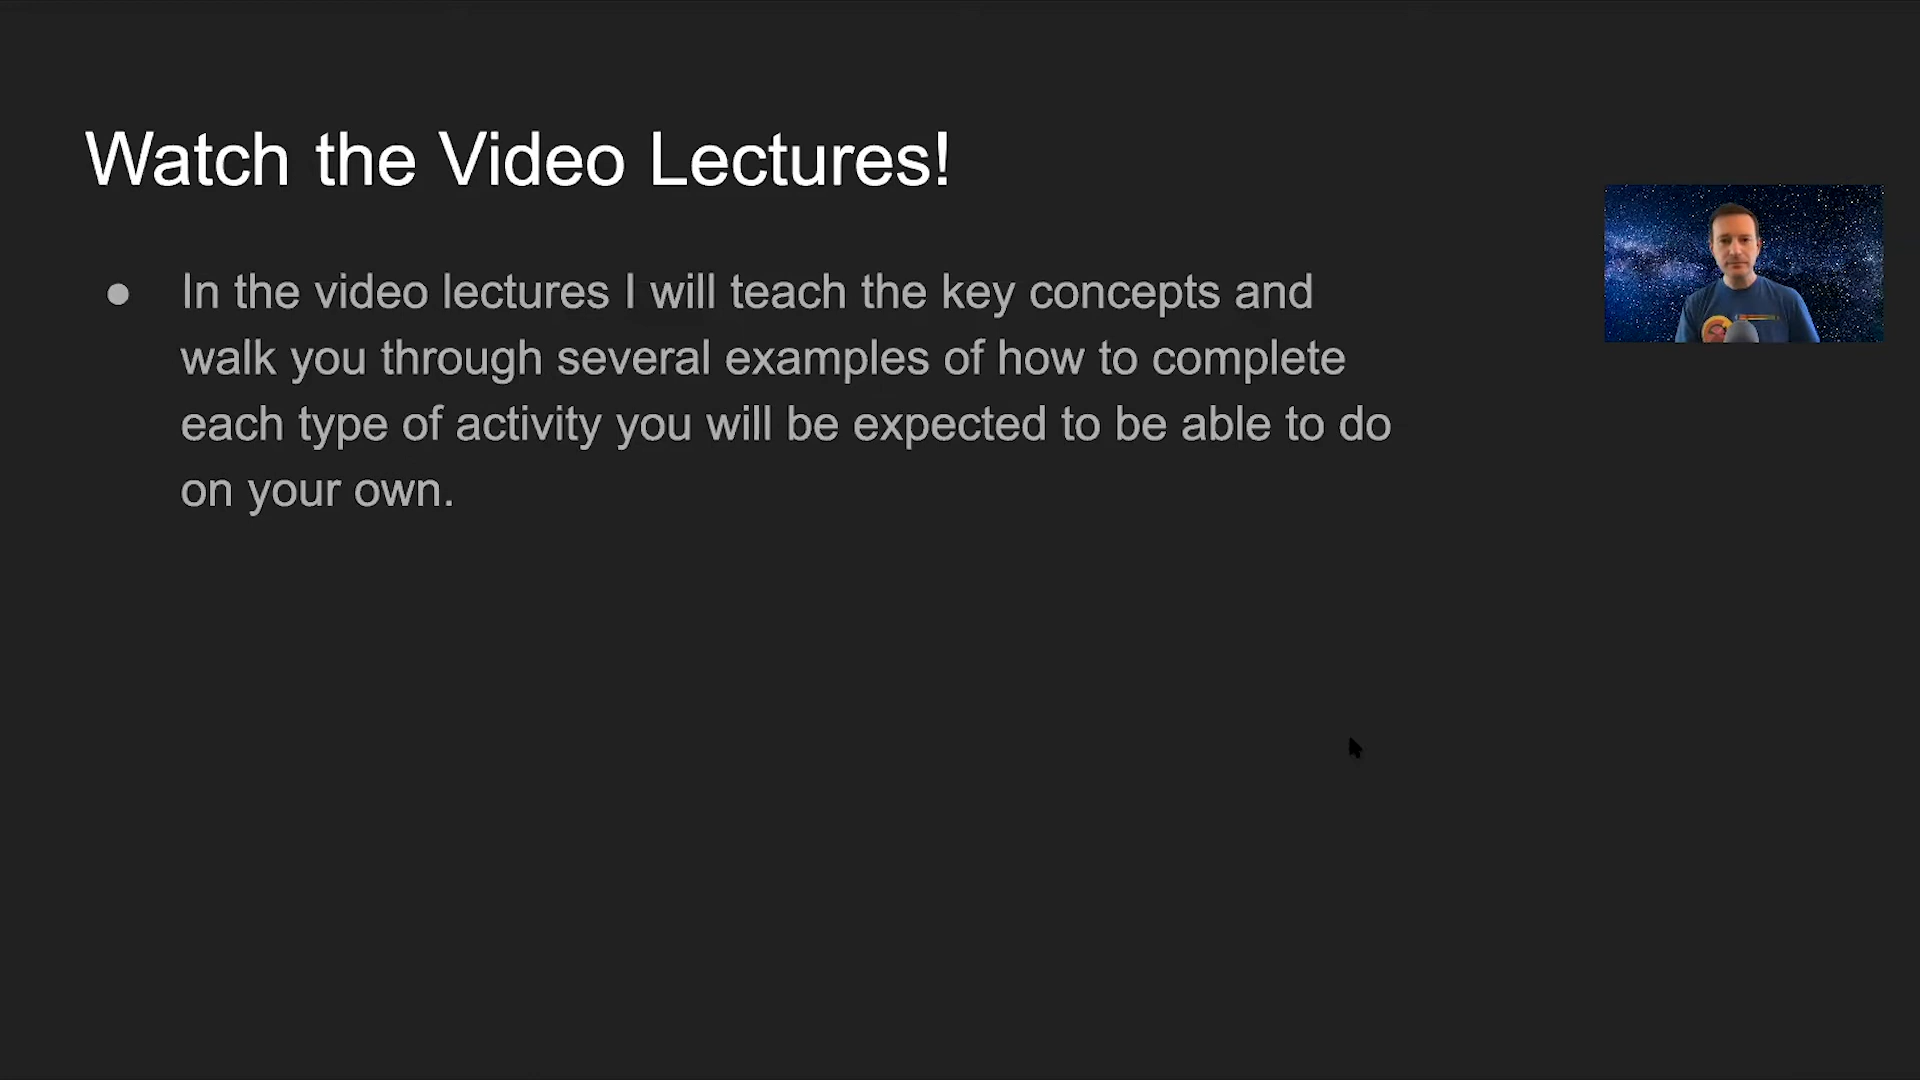 Watch the Video Lectures!
● In the video lectures I will teach the key concepts and
walk you through several examples of how to complete
each type of activity you will be expected to be able to do
on your own.